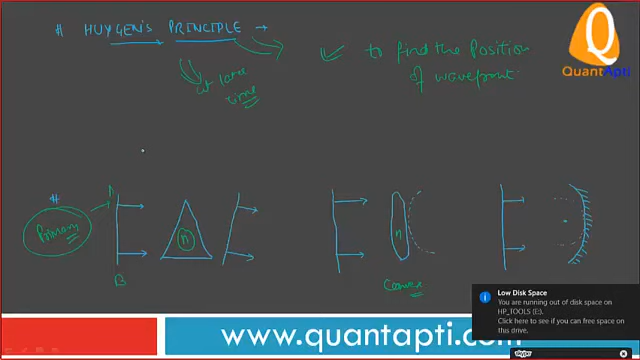 # HUYGEN'S PRINCIPLE →
to find the Position
of wavefront
at later
time
QuantApti
#
Primary
A
B
n
n
Convex
Low Disk Space
You are running out of disk space on
HP_TOOLS (E:).
Click here to see if you can free space on
this drive.
skype
www.quantapti.com